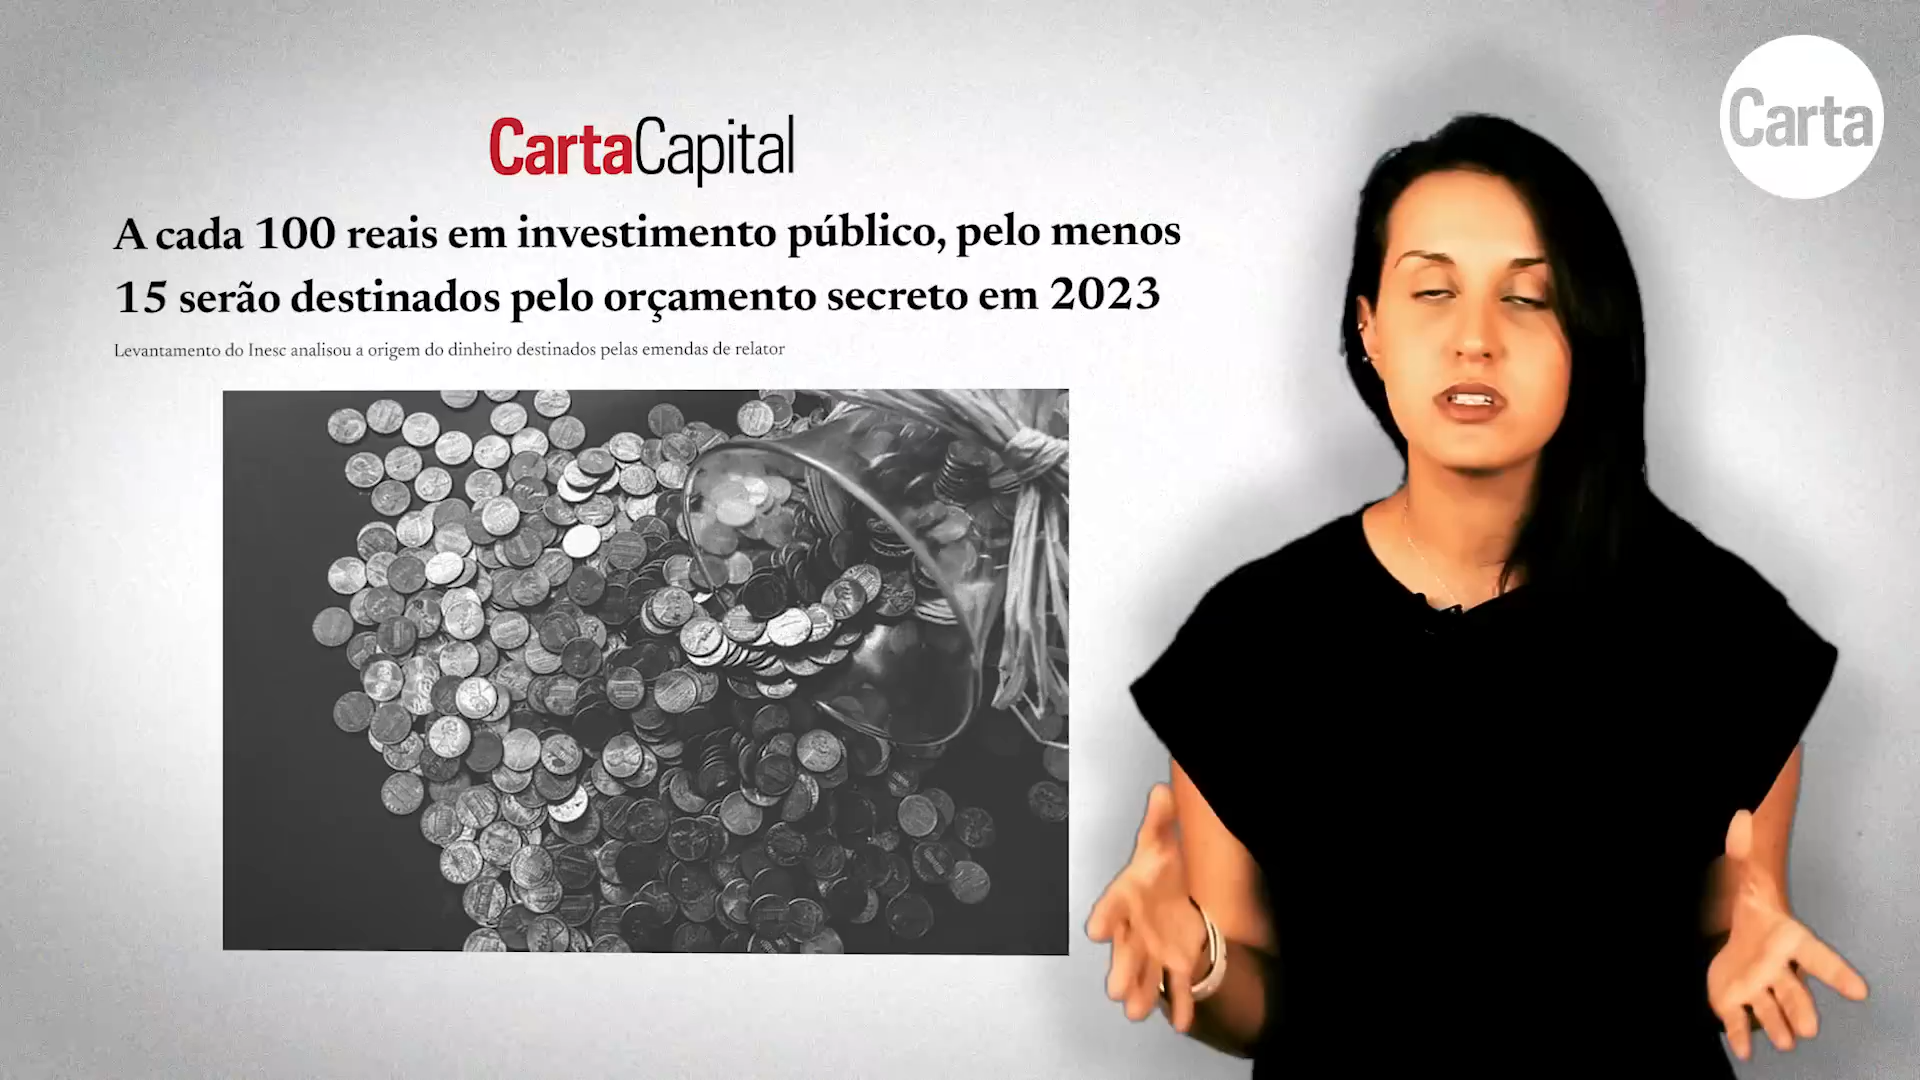 CartaCapital
Carta
A cada 100 reais em investimento público, pelo menos
15 serão destinados pelo orçamento secreto em 2023
Levantamento do Inesc analisou a origem do dinheiro destinados pelas emendas de relator